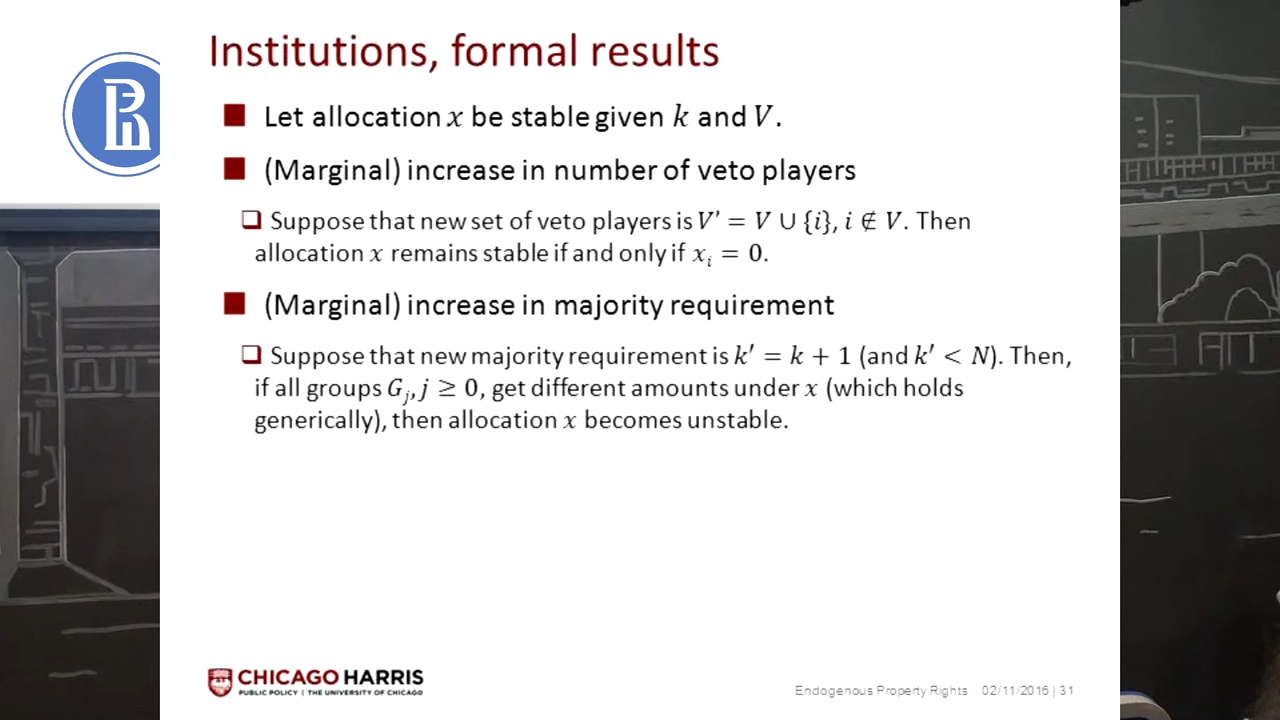 Institutions, formal results
Let allocation x be stable given k and V.
(Marginal) increase in number of veto players
Suppose that new set of veto players is V′ = V ∪ {i}, i ∉ V. Then
allocation x remains stable if and only if xᵢ = 0.
(Marginal) increase in majority requirement
Suppose that new majority requirement is k′ = k + 1 (and k′ < N). Then,
if all groups Gⱼ, j ≥ 0, get different amounts under x (which holds
generically), then allocation x becomes unstable.
CHICAGO HARRIS
PUBLIC POLICY | THE UNIVERSITY OF CHICAGO
Endogenous Property Rights 02/11/2016 | 31